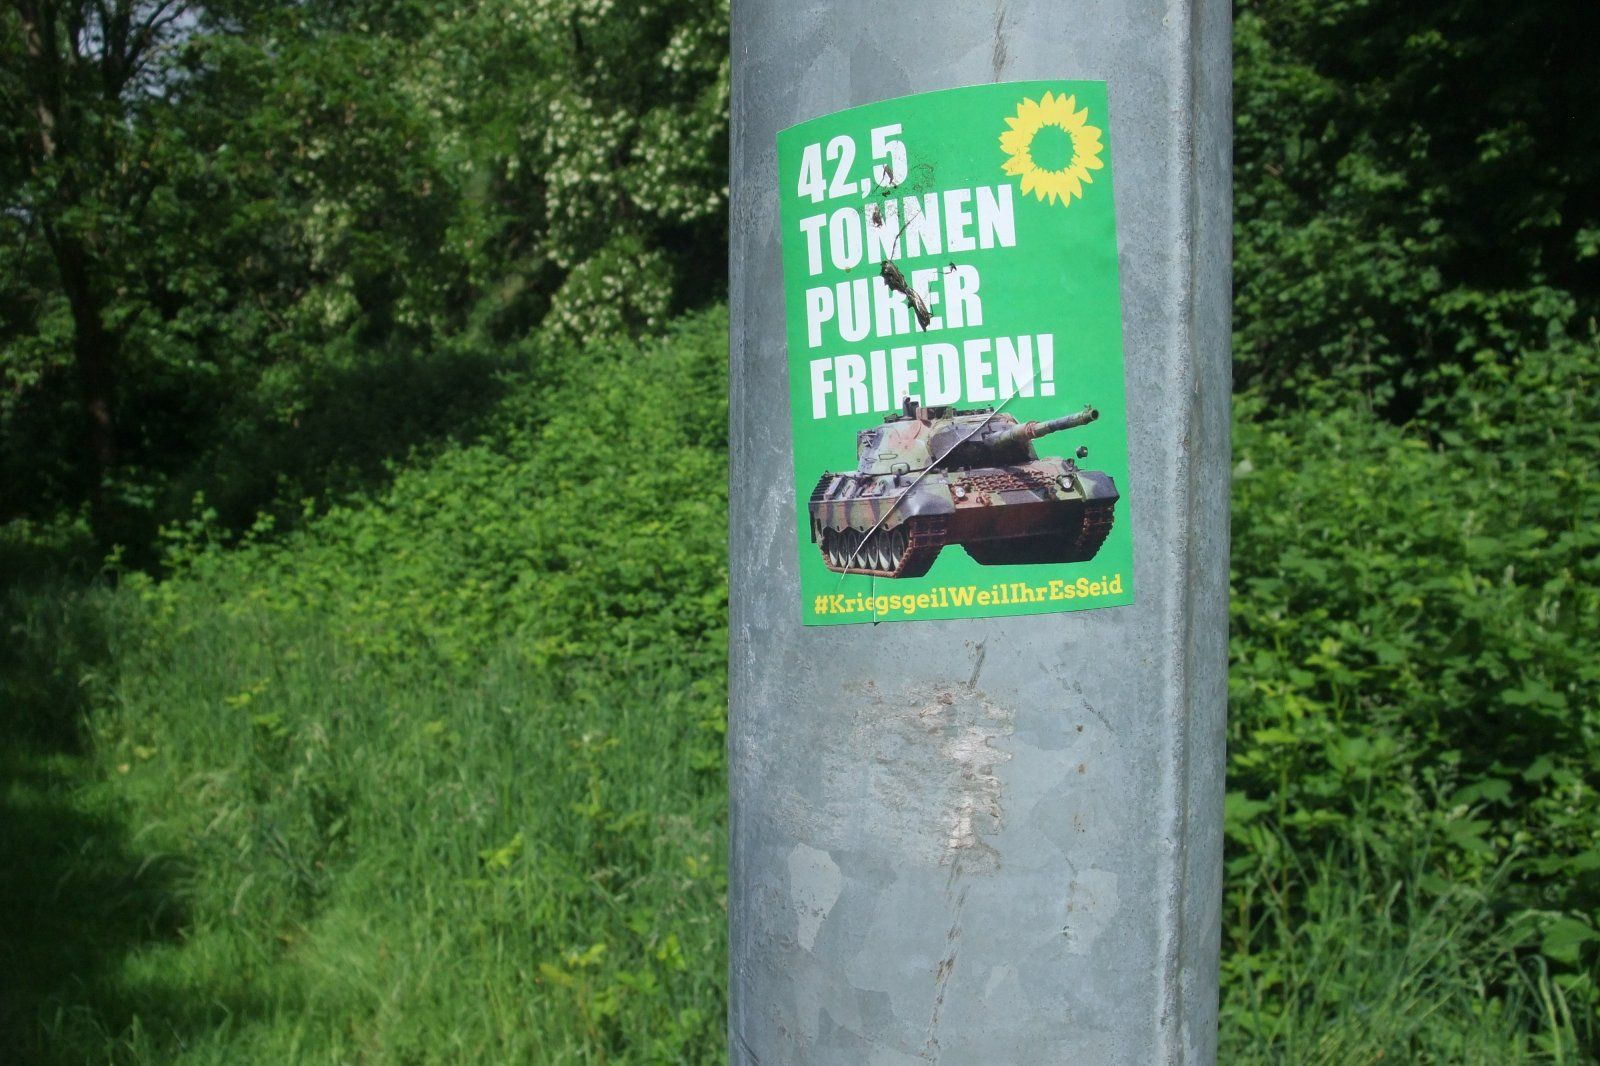 42,5
TONNEN
PURER
FRIEDEN!
#KriegsgeilWeilIhrEsSeid